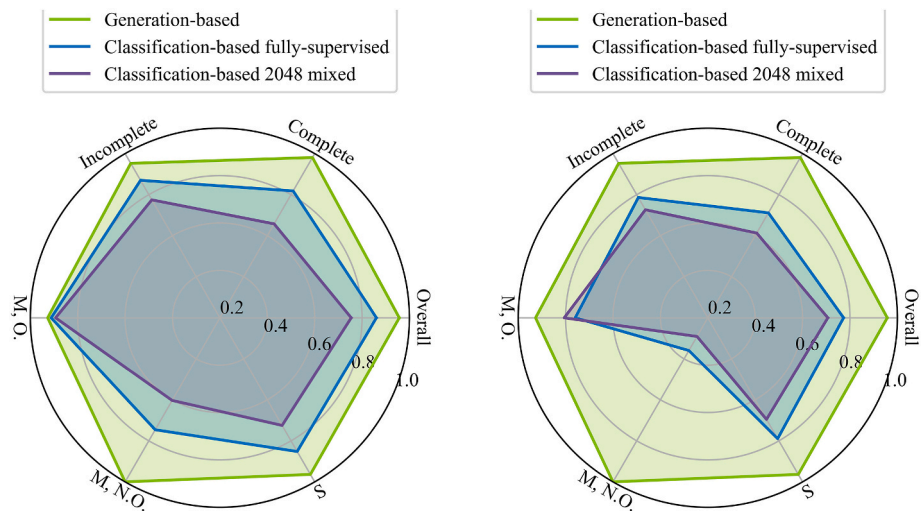 Generation-based
Classification-based fully-supervised
Classification-based 2048 mixed
Incomplete
Complete
M, O.
Overall
M, N.O.
S
0.2
0.4
0.6
0.8
1.0
Generation-based
Classification-based fully-supervised
Classification-based 2048 mixed
Incomplete
Complete
M, O.
Overall
M, N.O.
S
0.2
0.4
0.6
0.8
1.0